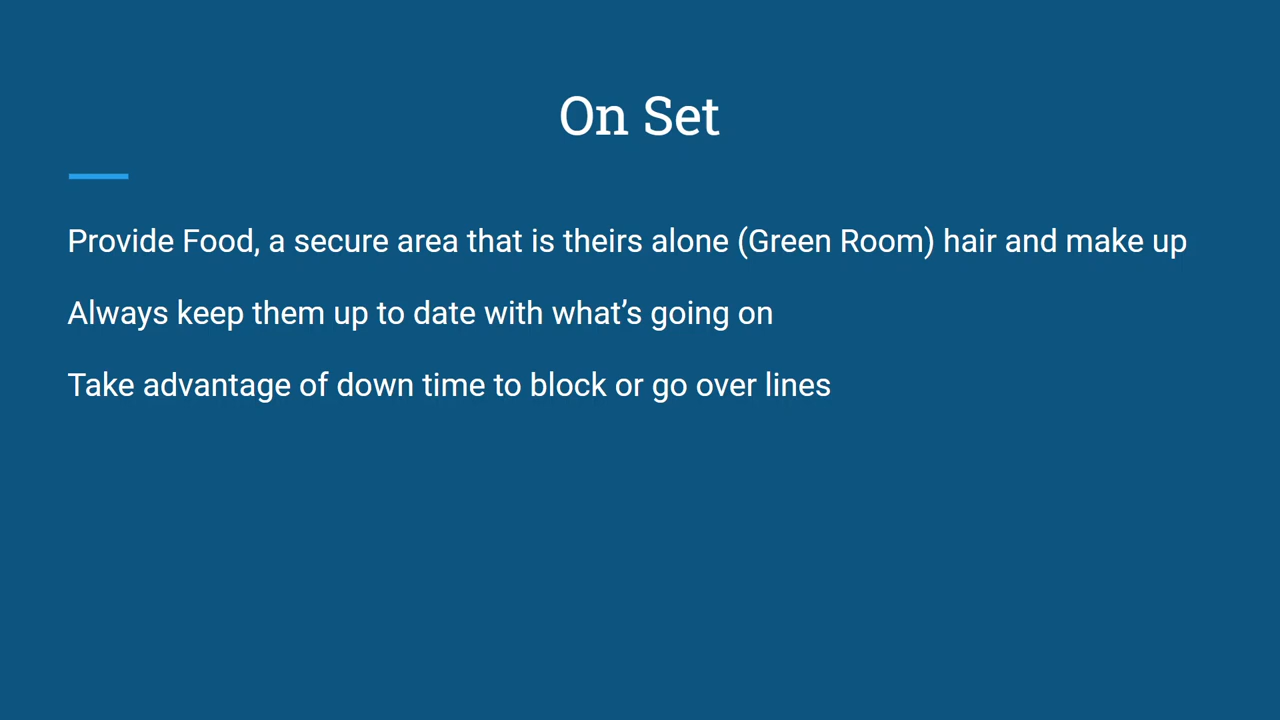 On Set
Provide Food, a secure area that is theirs alone (Green Room) hair and make up
Always keep them up to date with what’s going on
Take advantage of down time to block or go over lines